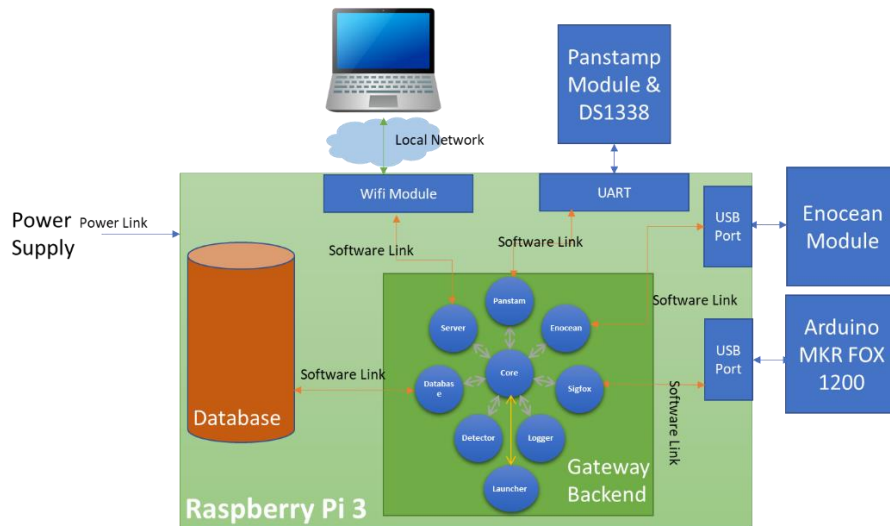 Panstamp
Module &
DS1338
Local Network
Wifi Module
UART
USB
Port
Enocean
Module
Power
Supply
Power Link
Software Link
Software Link
Software Link
Panstam
Server
Enocean
Core
USB
Port
Arduino
MKR FOX
1200
Software Link
Databas
e
Sigfox
Software Link
Database
Detector
Logger
Gateway
Backend
Launcher
Raspberry Pi 3